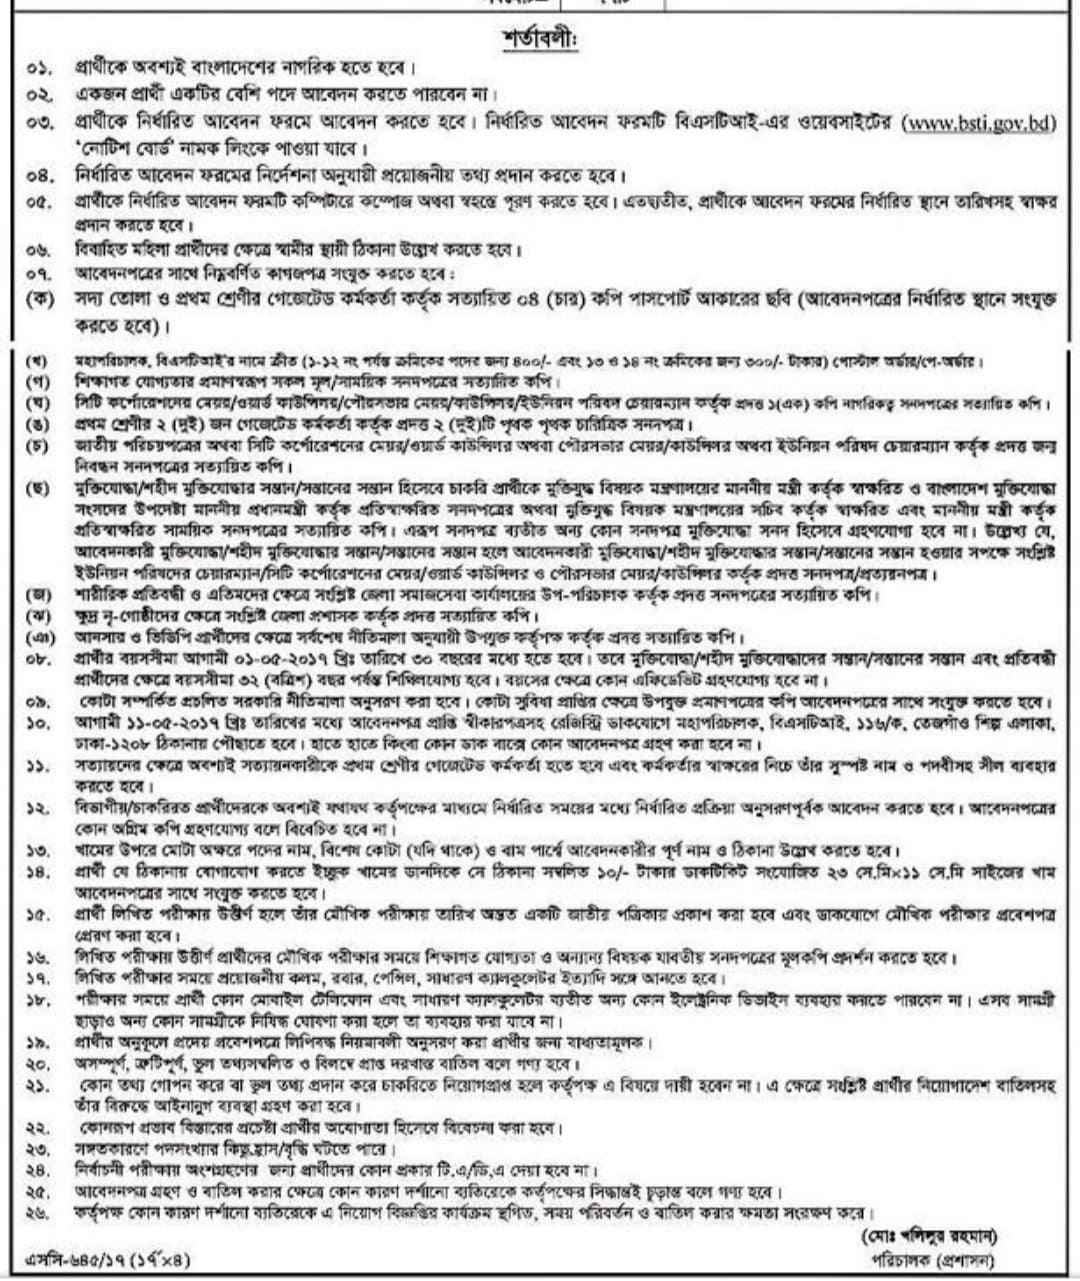 শর্তাবলীঃ
০১. প্রার্থীকে অবশ্যই বাংলাদেশের নাগরিক হতে হবে।
০২. একজন প্রার্থী একটির বেশি পদে আবেদন করতে পারবেন না।
০৩. প্রার্থীকে নির্ধারিত আবেদন ফরমে আবেদন করতে হবে। নির্ধারিত আবেদন ফরমটি বিএসটিআই-এর ওয়েবসাইটের (www.bsti.gov.bd)
'নোটিশ বোর্ড' নামক লিংকে পাওয়া যাবে।
০৪. নির্ধারিত আবেদন ফরমের নির্দেশনা অনুযায়ী প্রয়োজনীয় তথ্য প্রদান করতে হবে।
০৫. প্রার্থীকে নির্ধারিত আবেদন ফরমটি কম্পিটারে কম্পোজ অথবা স্বহস্তে পূরণ করতে হবে। এতদ্ব্যতীত, প্রার্থীকে আবেদন ফরমের নির্ধারিত স্থানে তারিখসহ স্বাক্ষর
প্রদান করতে হবে।
০৬. বিবাহিত মহিলা প্রার্থীদের ক্ষেত্রে স্বামীর স্থায়ী ঠিকানা উল্লেখ করতে হবে।
০৭. আবেদনপত্রের সাথে নিম্নবর্ণিত কাগজপত্র সংযুক্ত করতে হবে :
(ক) সদ্য তোলা ও প্রথম শ্রেণীর গেজেটেড কর্মকর্তা কর্তৃক সত্যায়িত ০৪ (চার) কপি পাসপোর্ট আকারের ছবি (আবেদনপত্রের নির্ধারিত স্থানে সংযুক্ত
করতে হবে)।
(খ) মহাপরিচালক, বিএসটিআই'র নামে ক্রীত (১-১২ নং পর্যন্ত ক্রমিকের পদের জন্য ৪০০/- এবং ১৩ ও ১৪ নং ক্রমিকের জন্য ৩০০/- টাকার) পোস্টাল অর্ডার/পে-অর্ডার।
(গ) শিক্ষাগত যোগ্যতার প্রমাণস্বরূপ সকল মূল/সাময়িক সনদপত্রের সত্যায়িত কপি।
(ঘ) সিটি কর্পোরেশনের মেয়র/ওয়ার্ড কাউন্সিলর/পৌরসভার মেয়র/কাউন্সিলর/ইউনিয়ন পরিষদ চেয়ারম্যান কর্তৃক প্রদত্ত ১(এক) কপি নাগরিকত্ব সনদপত্রের সত্যায়িত কপি।
(ঙ) প্রথম শ্রেণীর ২ (দুই) জন গেজেটেড কর্মকর্তা কর্তৃক প্রদত্ত ২ (দুই)টি পৃথক পৃথক চারিত্রিক সনদপত্র।
(চ) জাতীয় পরিচয়পত্রের অথবা সিটি কর্পোরেশনের মেয়র/ওয়ার্ড কাউন্সিলর অথবা পৌরসভার মেয়র/কাউন্সিলর অথবা ইউনিয়ন পরিষদ চেয়ারম্যান কর্তৃক প্রদত্ত জন্ম
নিবন্ধন সনদপত্রের সত্যায়িত কপি।
(ছ) মুক্তিযোদ্ধা/শহীদ মুক্তিযোদ্ধার সন্তান/সন্তানের সন্তান হিসেবে চাকরি প্রার্থীকে মুক্তিযুদ্ধ বিষয়ক মন্ত্রণালয়ের মাননীয় মন্ত্রী কর্তৃক স্বাক্ষরিত ও বাংলাদেশ মুক্তিযোদ্ধা
সংসদের উপদেষ্টা মাননীয় প্রধানমন্ত্রী কর্তৃক প্রতিস্বাক্ষরিত সনদপত্রের অথবা মুক্তিযুদ্ধ বিষয়ক মন্ত্রণালয়ের সচিব কর্তৃক স্বাক্ষরিত এবং মাননীয় মন্ত্রী কর্তৃক
প্রতিস্বাক্ষরিত সাময়িক সনদপত্রের সত্যায়িত কপি। এরূপ সনদপত্র ব্যতীত অন্য কোন সনদপত্র মুক্তিযোদ্ধা সনদ হিসেবে গ্রহণযোগ্য হবে না। উল্লেখ্য যে,
আবেদনকারী মুক্তিযোদ্ধা/শহীদ মুক্তিযোদ্ধার সন্তান/সন্তানের সন্তান হলে আবেদনকারী মুক্তিযোদ্ধা/শহীদ মুক্তিযোদ্ধার সন্তান/সন্তানের সন্তান হওয়ার সপক্ষে সংশ্লিষ্ট
ইউনিয়ন পরিষদের চেয়ারম্যান/সিটি কর্পোরেশনের মেয়র/ওয়ার্ড কাউন্সিলর ও পৌরসভার মেয়র/কাউন্সিলর কর্তৃক প্রদত্ত সনদপত্র/প্রত্যয়নপত্র।
(জ) শারীরিক প্রতিবন্ধী ও এতিমদের ক্ষেত্রে সংশ্লিষ্ট জেলা সমাজসেবা কার্যালয়ের উপ-পরিচালক কর্তৃক প্রদত্ত সনদপত্রের সত্যায়িত কপি।
(ঝ) ক্ষুদ্র নৃ-গোষ্ঠীদের ক্ষেত্রে সংশ্লিষ্ট জেলা প্রশাসক কর্তৃক প্রদত্ত সত্যায়িত কপি।
(ঞ) আনসার ও ভিডিপি প্রার্থীদের ক্ষেত্রে সর্বশেষ নীতিমালা অনুযায়ী উপযুক্ত কর্তৃপক্ষ কর্তৃক প্রদত্ত সত্যায়িত কপি।
০৮. প্রার্থীর বয়সসীমা আগামী ০১-০৫-২০১৭ খ্রিঃ তারিখে ৩০ বছরের মধ্যে হতে হবে। তবে মুক্তিযোদ্ধা/শহীদ মুক্তিযোদ্ধাদের সন্তান/সন্তানের সন্তান এবং প্রতিবন্ধী
প্রার্থীদের ক্ষেত্রে বয়সসীমা ৩২ (বত্রিশ) বছর পর্যন্ত শিথিলযোগ্য হবে। বয়সের ক্ষেত্রে কোন এফিডেভিট গ্রহণযোগ্য হবে না।
০৯. কোটা সম্পর্কিত প্রচলিত সরকারি নীতিমালা অনুসরণ করা হবে। কোটা সুবিধা প্রাপ্তির ক্ষেত্রে উপযুক্ত প্রমাণপত্রের কপি আবেদনপত্রের সাথে সংযুক্ত করতে হবে।
১০. আগামী ১১-০৫-২০১৭ খ্রিঃ তারিখের মধ্যে আবেদনপত্র প্রাপ্তি স্বীকারপত্রসহ রেজিস্ট্রি ডাকযোগে মহাপরিচালক, বিএসটিআই, ১১৬/ক, তেজগাঁও শিল্প এলাকা,
ঢাকা-১২০৮ ঠিকানায় পৌছাতে হবে। হাতে হাতে কিংবা কোন ডাক বাক্সে কোন আবেদনপত্র গ্রহণ করা হবে না।
১১. সত্যায়নের ক্ষেত্রে অবশ্যই সত্যায়নকারীকে প্রথম শ্রেণীর গেজেটেড কর্মকর্তা হতে হবে এবং কর্মকর্তার স্বাক্ষরের নিচে তাঁর সুস্পষ্ট নাম ও পদবীসহ সীল ব্যবহার
করতে হবে।
১২. বিভাগীয়/চাকরিরত প্রার্থীদেরকে অবশ্যই যথাযথ কর্তৃপক্ষের মাধ্যমে নির্ধারিত সময়ের মধ্যে নির্ধারিত প্রক্রিয়া অনুসরণপূর্বক আবেদন করতে হবে। আবেদনপত্রের
কোন অগ্রিম কপি গ্রহণযোগ্য বলে বিবেচিত হবে না।
১৩. খামের উপরে মোটা অক্ষরে পদের নাম, বিশেষ কোটা (যদি থাকে) ও বাম পার্শ্বে আবেদনকারীর পূর্ণ নাম ও ঠিকানা উল্লেখ করতে হবে।
১৪. প্রার্থী যে ঠিকানায় যোগাযোগ করতে ইচ্ছুক খামের ডানদিকে সে ঠিকানা সম্বলিত ১০/- টাকার ডাকটিকিট সংযোজিত ২৩ সে.মি×১১ সে.মি সাইজের খাম
আবেদনপত্রের সাথে সংযুক্ত করতে হবে।
১৫. প্রার্থী লিখিত পরীক্ষায় উত্তীর্ণ হলে তাঁর মৌখিক পরীক্ষায় তারিখ অন্তত একটি জাতীয় পত্রিকায় প্রকাশ করা হবে এবং ডাকযোগে মৌখিক পরীক্ষার প্রবেশপত্র
প্রেরণ করা হবে।
১৬. লিখিত পরীক্ষায় উত্তীর্ণ প্রার্থীদের মৌখিক পরীক্ষার সময়ে শিক্ষাগত যোগ্যতা ও অন্যান্য বিষয়ক যাবতীয় সনদপত্রের মূলকপি প্রদর্শন করতে হবে।
১৭. লিখিত পরীক্ষার সময়ে প্রয়োজনীয় কলম, রবার, পেন্সিল, সাধারণ ক্যালকুলেটর ইত্যাদি সঙ্গে আনতে হবে।
১৮. পরীক্ষার সময়ে প্রার্থী কোন মোবাইল টেলিফোন এবং সাধারণ ক্যালকুলেটর ব্যতীত অন্য কোন ইলেক্ট্রনিক ডিভাইস ব্যবহার করতে পারবেন না। এসব সামগ্রী
ছাড়াও অন্য কোন সামগ্রীকে নিষিদ্ধ ঘোষণা করা হলে তা ব্যবহার করা যাবে না।
১৯. প্রার্থীর অনুকূলে প্রদেয় প্রবেশপত্রে লিপিবদ্ধ নিয়মাবলী অনুসরণ করা প্রার্থীর জন্য বাধ্যতামূলক।
২০. অসম্পূর্ণ, ত্রুটিপূর্ণ, ভুল তথ্যসম্বলিত ও বিলম্বে প্রাপ্ত দরখাস্ত বাতিল বলে গণ্য হবে।
২১. কোন তথ্য গোপন করে বা ভুল তথ্য প্রদান করে চাকরিতে নিয়োগপ্রাপ্ত হলে কর্তৃপক্ষ এ বিষয়ে দায়ী হবেন না। এ ক্ষেত্রে সংশ্লিষ্ট প্রার্থীর নিয়োগাদেশ বাতিলসহ
তাঁর বিরুদ্ধে আইনানুগ ব্যবস্থা গ্রহণ করা হবে।
২২. কোনরূপ প্রভাব বিস্তারের প্রচেষ্টা প্রার্থীর অযোগ্যতা হিসেবে বিবেচনা করা হবে।
২৩. সঙ্গতকারণে পদসংখ্যার কিছু হ্রাস/বৃদ্ধি ঘটতে পারে।
২৪. নির্বাচনী পরীক্ষায় অংশগ্রহণের জন্য প্রার্থীদের কোন প্রকার টি.এ/ডি.এ দেয়া হবে না।
২৫. আবেদনপত্র গ্রহণ ও বাতিল করার ক্ষেত্রে কোন কারণ দর্শানো ব্যতিরেকে কর্তৃপক্ষের সিদ্ধান্তই চূড়ান্ত বলে গণ্য হবে।
২৬. কর্তৃপক্ষ কোন কারণ দর্শানো ব্যতিরেকে এ নিয়োগ বিজ্ঞপ্তির কার্যক্রম স্থগিত, সময় পরিবর্তন ও বাতিল করার ক্ষমতা সংরক্ষণ করে।
(মোঃ খলিলুর রহমান)
এসসি-৬৪৫/১৭ (১৭"×৪) পরিচালক (প্রশাসন)